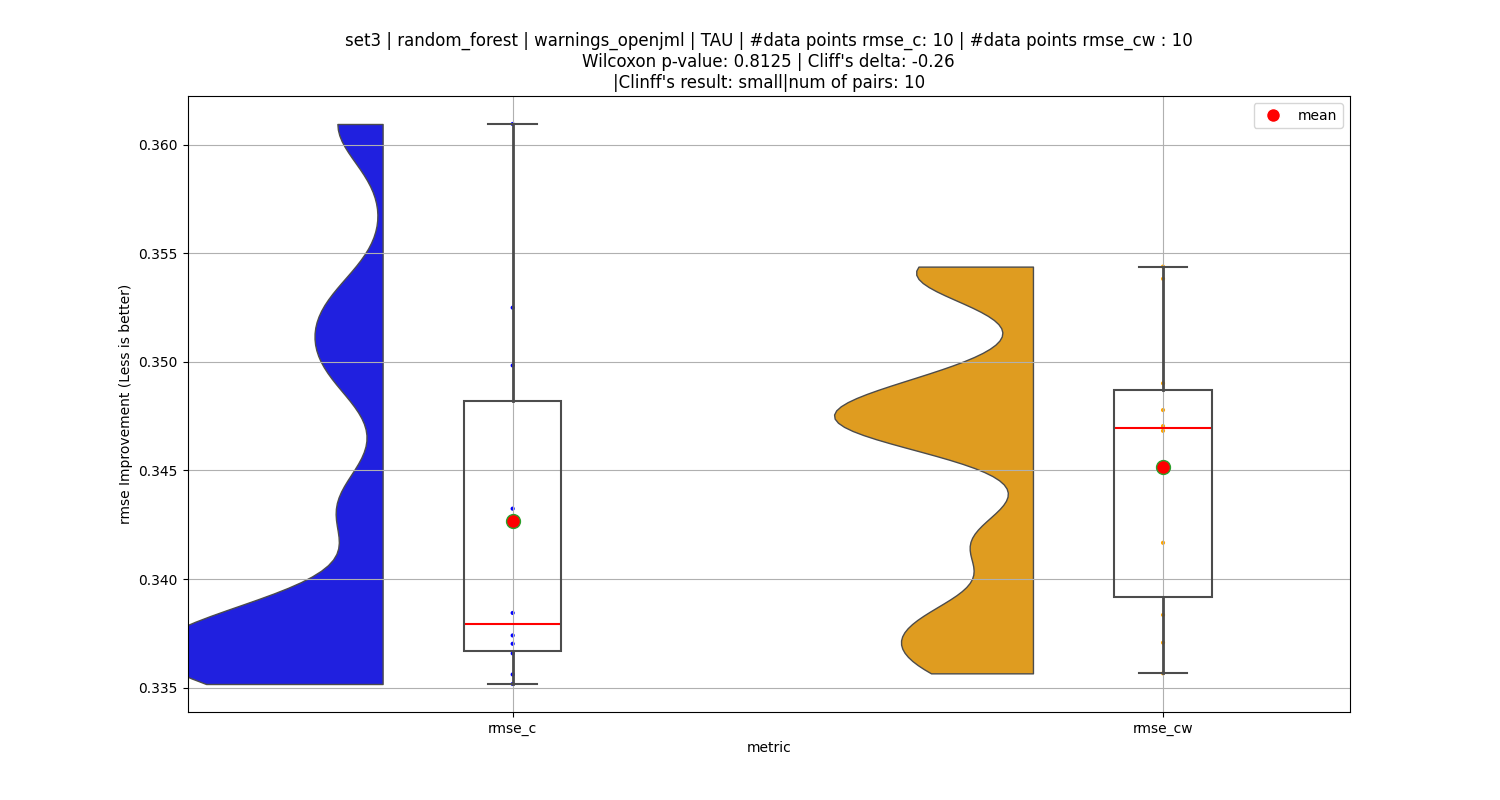 set3 | random_forest | warnings_openjml | TAU | #data points rmse_c: 10 | #data points rmse_cw : 10
Wilcoxon p-value: 0.8125 | Cliff's delta: -0.26
|Clinff's result: small|num of pairs: 10
mean
0.360
0.355
0.350
0.345
0.340
0.335
rmse Improvement (Less is better)
rmse_c
rmse_cw
metric